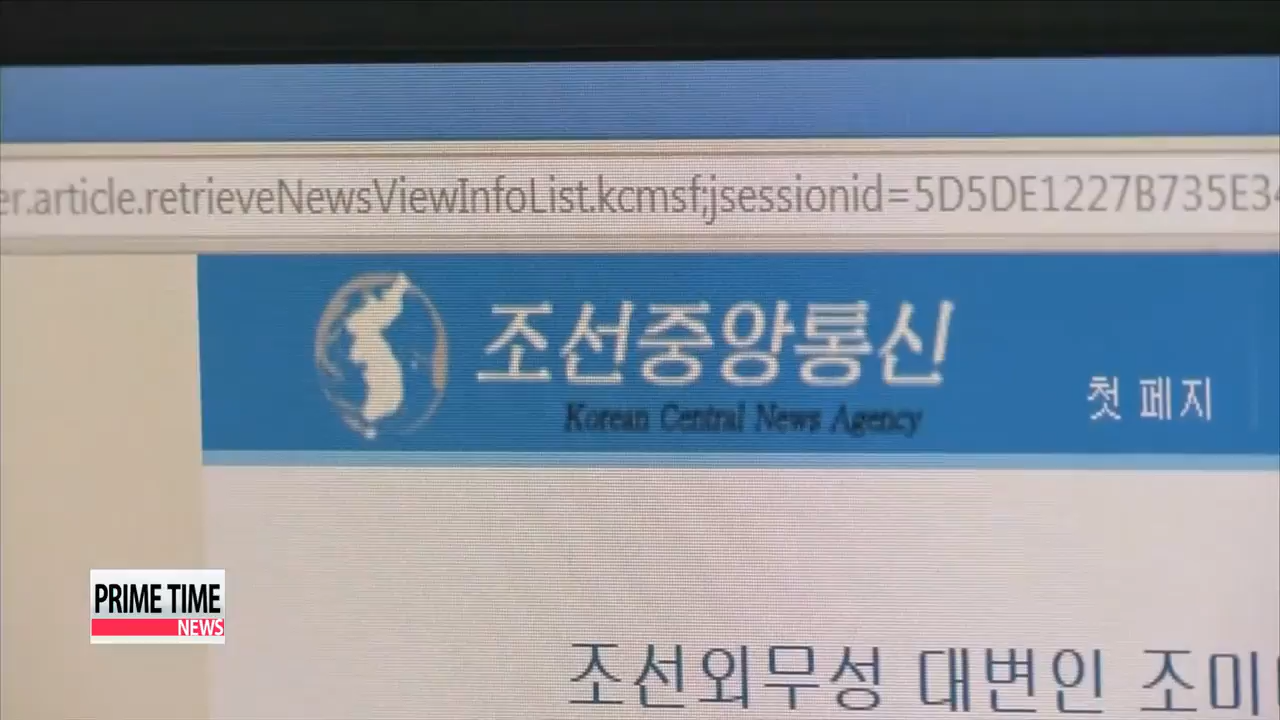 er.article.retrieveNewsViewInfoList.kcmsf;jsessionid=5D5DE1227B735E3
조선중앙통신
Korean Central News Agency
첫 페지
PRIME TIME
NEWS
조선외무성 대변인 조미